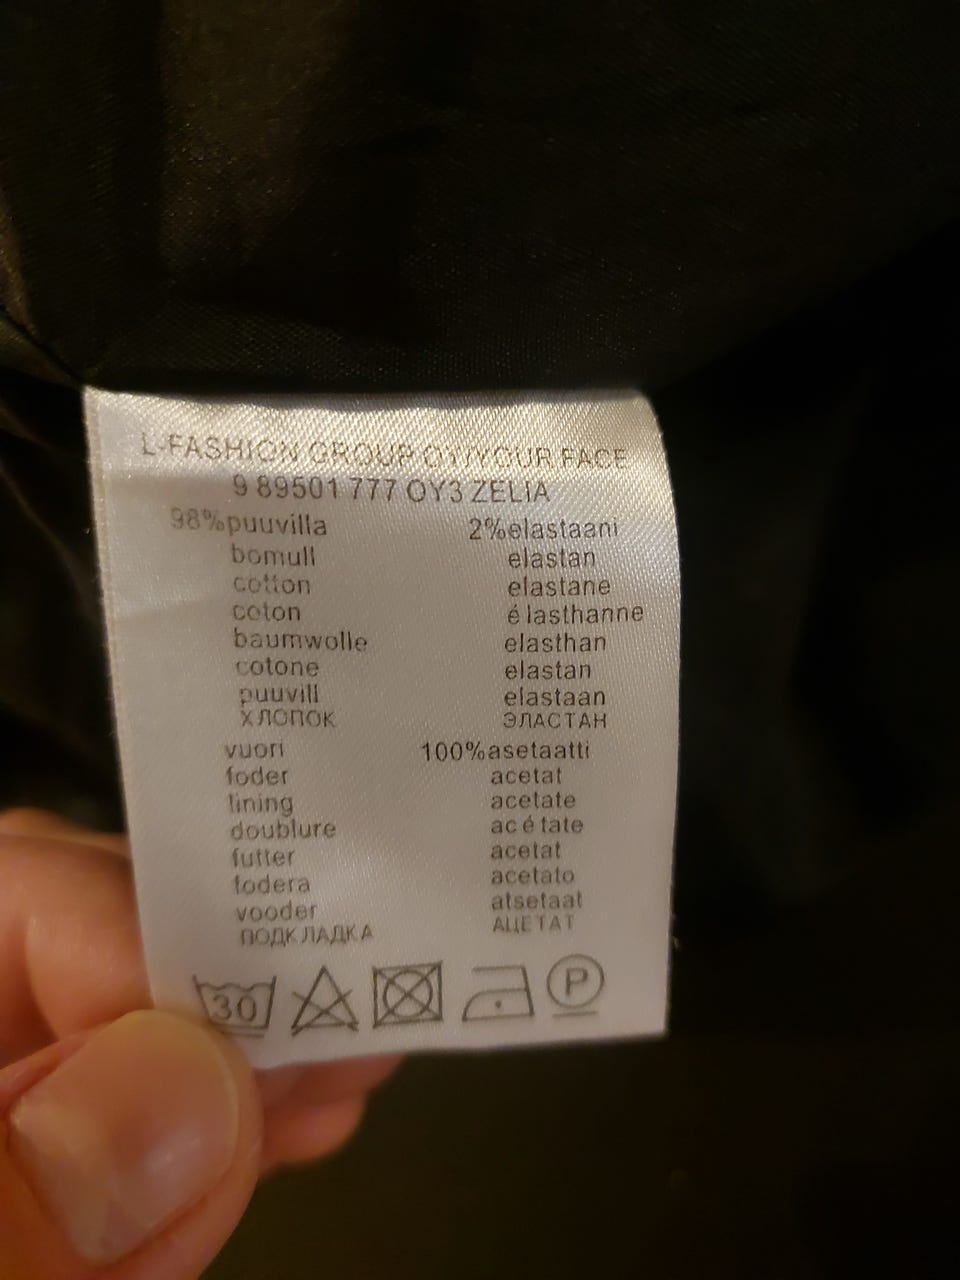 L-FASHION GROUP OY/YOUR FACE
9 89501 777 OY3 ZELIA
98%puuvilla 2%elastaani
bomull elastan
cotton elastane
coton é lasthanne
baumwolle elasthan
cotone elastan
puuvill elastaan
ХЛОПОК ЭЛАСТАН
vuori 100%asetaatti
foder acetat
lining acetate
doublure acé tate
futter acetat
fodera acetato
vooder atsetaat
ПОДКЛАДКА АЦЕТАТ
30 P